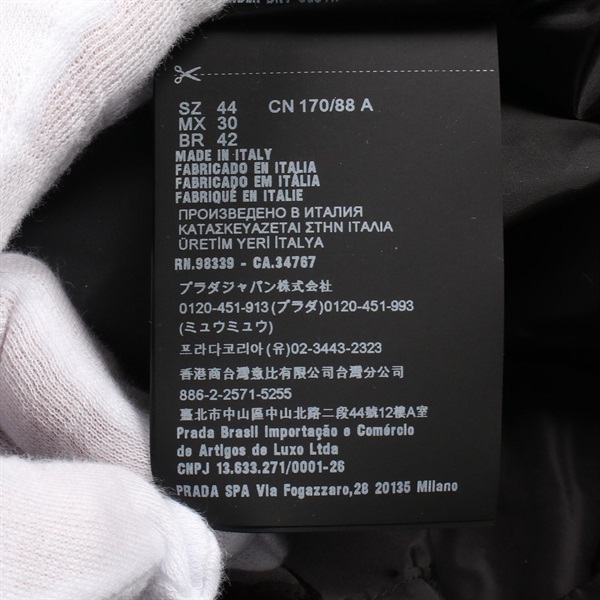 SZ 44 CN 170/88 A
MX 30
BR 42
MADE IN ITALY
FABRICADO EN ITALIA
FABRICADO EM ITÁLIA
FABRIQUÉ EN ITALIE
ПРОИЗВЕДЕНО В ИТАЛИЯ
ΚΑΤΑΣΚΕΥΑΖΕΤΑΙ ΣΤΗΝ ΙΤΑΛΙΑ
ÜRETİM YERİ İTALYA
RN.98339 - CA.34767
プラダジャパン株式会社
0120-451-913(プラダ)0120-451-993
(ミュウミュウ)
프라다코리아(유) 02-3443-2323
香港商台灣意比有限公司台灣分公司
886-2-2571-5255
臺北市中山區中山北路二段44號12樓A室
Prada Brasil Importação e Comércio
de Artigos de Luxo Ltda
CNPJ 13.633.271/0001-26
PRADA SPA Via Fogazzaro,28 20135 Milano